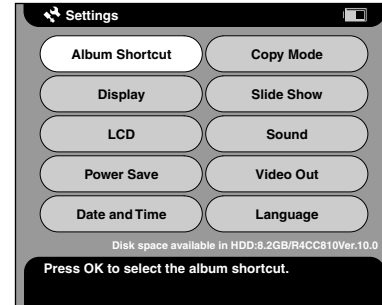 Settings
Album Shortcut Copy Mode
Display Slide Show
LCD Sound
Power Save Video Out
Date and Time Language
Disk space available in HDD:8.2GB/R4CC810Ver.10.0
Press OK to select the album shortcut.